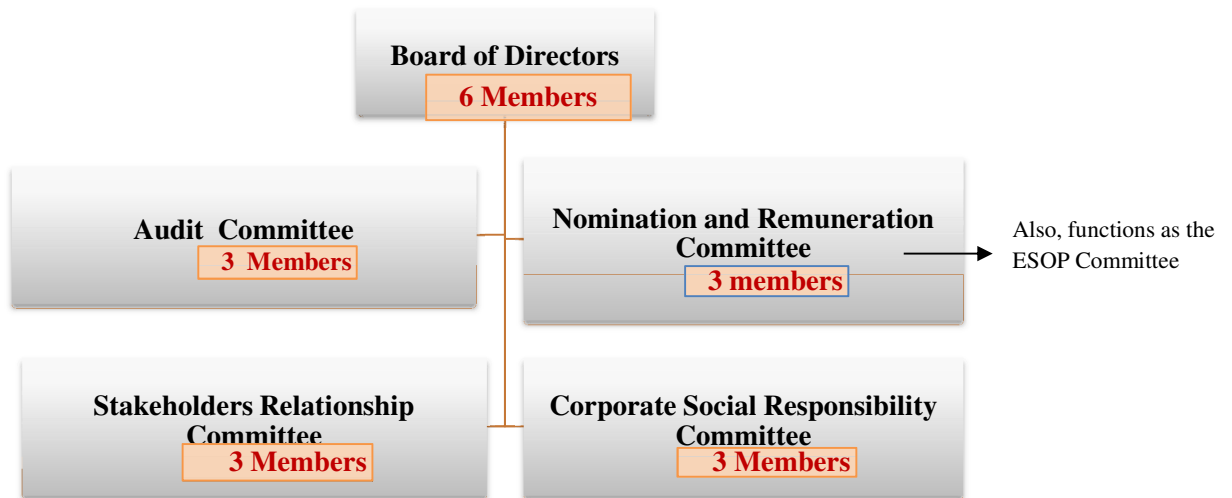 Board of Directors
6 Members
Audit Committee
3 Members
Nomination and Remuneration
Committee
3 members
Also, functions as the
ESOP Committee
Stakeholders Relationship
Committee
3 Members
Corporate Social Responsibility
Committee
3 Members